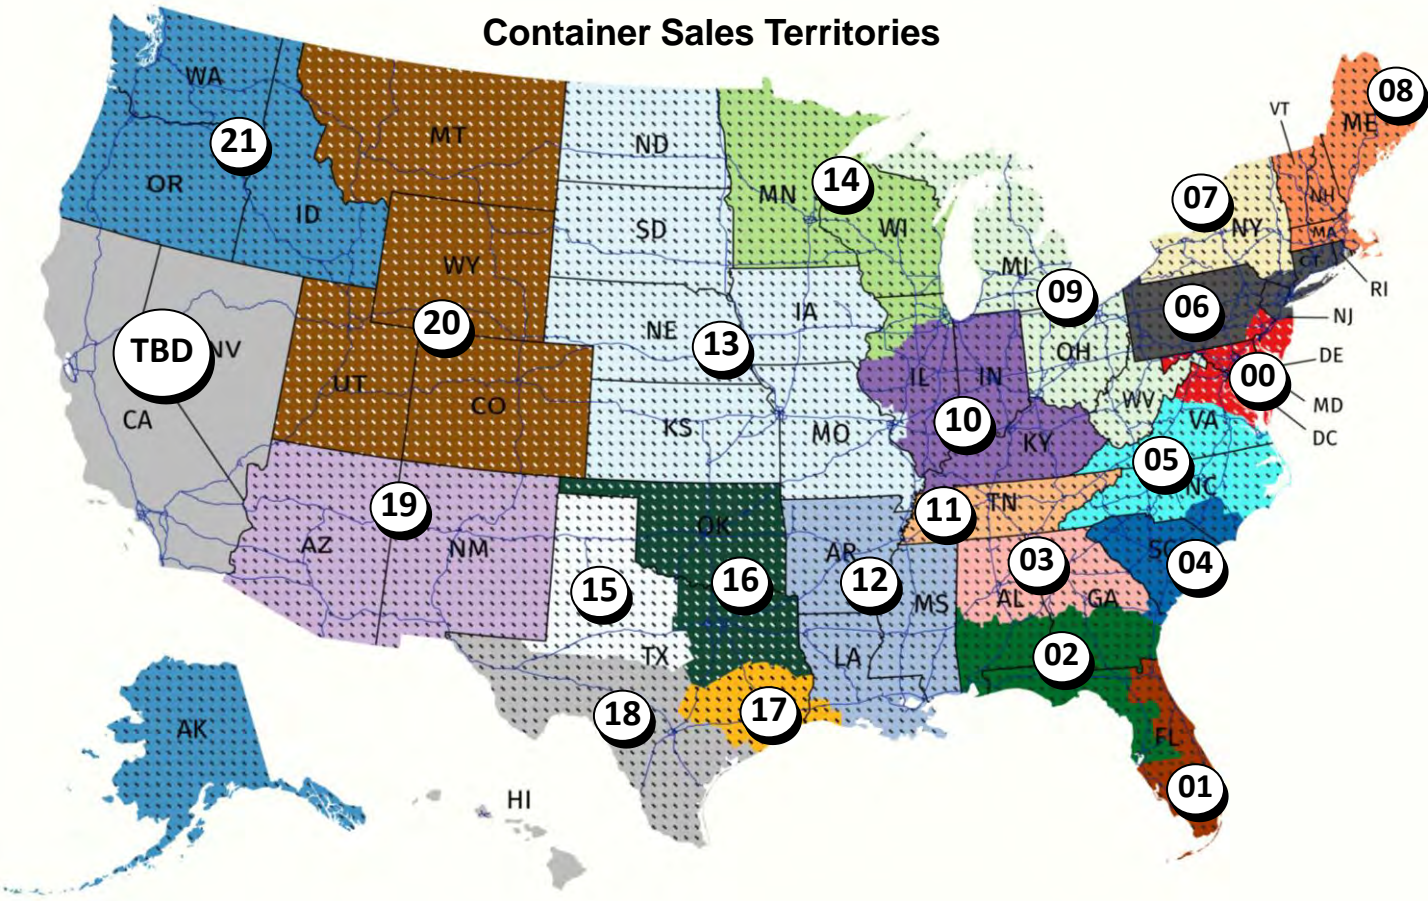 Container Sales Territories
08
ME
VT
WA
21
MT
ND
14
MN
07
NH
OR
ID
SD
WI
NY
MA
WY
MI
CT
RI
09
IA
06
NJ
20
NE
13
OH
DE
TBD
NV
UT
CO
IL
IN
00
WV
MD
CA
KS
MO
10
KY
VA
DC
05
NC
19
11
TN
AZ
NM
OK
AR
03
SC
04
15
16
12
MS
AL
GA
TX
LA
02
18
17
AK
FL
01
HI